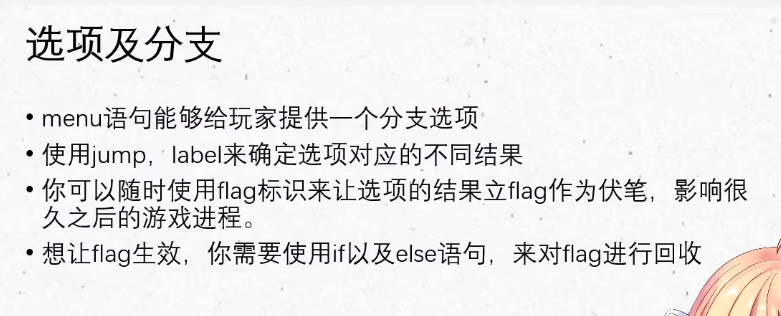 选项及分支
• menu语句能够给玩家提供一个分支选项
• 使用jump，label来确定选项对应的不同结果
• 你可以随时使用flag标识来让选项的结果立flag作为伏笔，影响很
久之后的游戏进程。
• 想让flag生效，你需要使用if以及else语句，来对flag进行回收